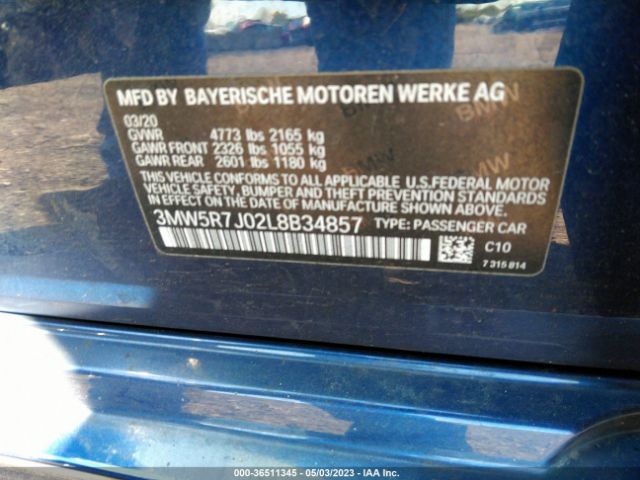 MFD BY BAYERISCHE MOTOREN WERKE AG
03/20
GVWR 4773 lbs 2165 kg
GAWR FRONT 2326 lbs 1055 kg
GAWR REAR 2601 lbs 1180 kg
THIS VEHICLE CONFORMS TO ALL APPLICABLE U.S.FEDERAL MOTOR
VEHICLE SAFETY, BUMPER AND THEFT PREVENTION STANDARDS
IN EFFECT ON THE DATE OF MANUFACTURE SHOWN ABOVE.
3MW5R7J02L8B34857 TYPE: PASSENGER CAR
C10
7 315 814
BMW
BMW
BMW
000-36511345 - 05/03/2023 - IAA Inc.